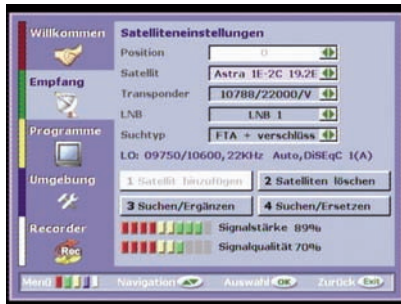 Willkommen
Empfang
Programme
Umgebung
Recorder
Rec
Satelliteneinstellungen
Position 0
Satellit Astra 1E-2C 19.2E
Transponder 10788/22000/V
LNB LNB 1
Suchtyp FTA + verschlüss
LO: 09750/10600, 22KHz Auto, DiSEqC 1(A)
1 Satellit hinzufügen 2 Satelliten löschen
3 Suchen/Ergänzen 4 Suchen/Ersetzen
Signalstärke 89%
Signalqualität 70%
Menü Navigation Auswahl OK Zurück Exit